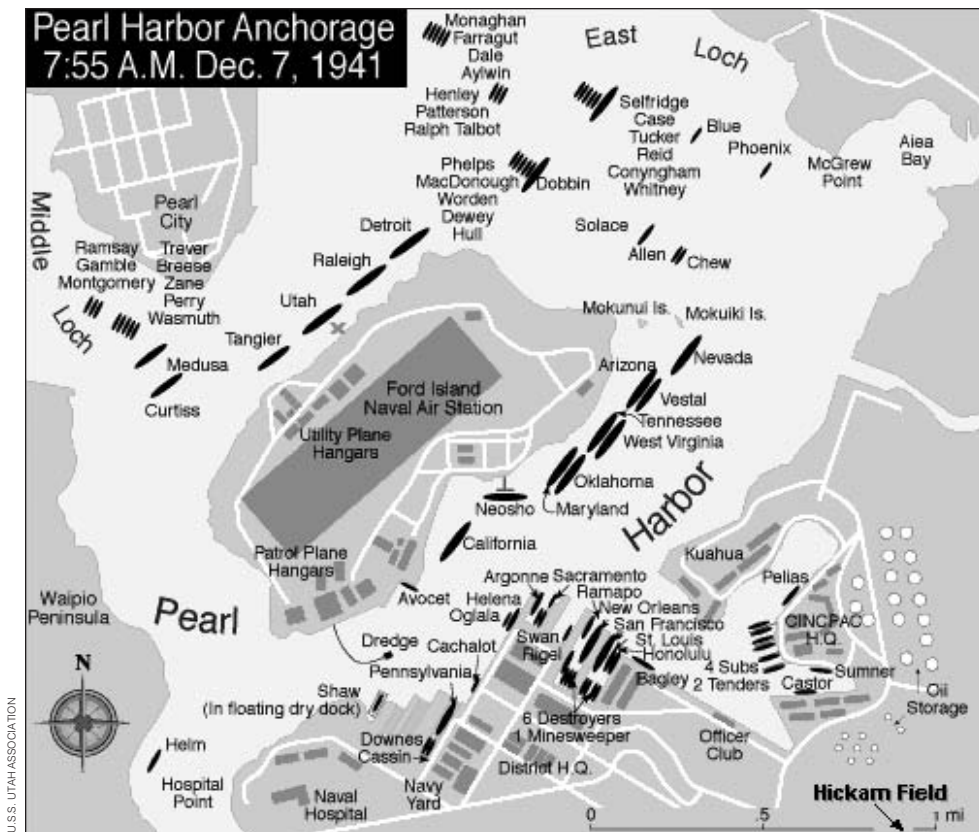 Pearl Harbor Anchorage
7:55 A.M. Dec. 7, 1941
Monaghan
Farragut
Dale
Aylwin
Henley
Patterson
Ralph Talbot
East
Loch
Selfridge
Case
Tucker
Reid
Conyngham
Whitney
Blue
Phoenix
McGrew
Point
Aiea
Bay
Phelps
MacDonough
Worden
Dewey
Hull
Dobbin
Middle
Loch
Pearl
City
Ramsay
Gamble
Montgomery
Trever
Breese
Zane
Perry
Wasmuth
Medusa
Curtiss
Detroit
Raleigh
Utah
Tangier
Solace
Allen
Chew
Mokunui Is.
Mokuiki Is.
Ford Island
Naval Air Station
Utility Plane
Hangars
Patrol Plane
Hangars
Arizona
Nevada
Vestal
Tennessee
West Virginia
Oklahoma
Maryland
Neosho
California
Avocet
Pearl
Harbor
Waipio
Peninsula
N
Kuahua
Pelias
CINCPAC
H.Q.
4 Subs
2 Tenders
Sumner
Castor
Oil
Storage
Argonne
Sacramento
Ramapo
Helena
Oglala
New Orleans
San Francisco
St. Louis
Honolulu
Swan
Rigel
Bagley
Dredge
Cachalot
Pennsylvania
Shaw
(In floating dry dock)
Downes
Cassin
6 Destroyers
1 Minesweeper
Officer
Club
District H.Q.
Navy
Yard
Naval
Hospital
Helm
Hospital
Point
Hickam Field
0 .5 1 mi
U.S.S. UTAH ASSOCIATION